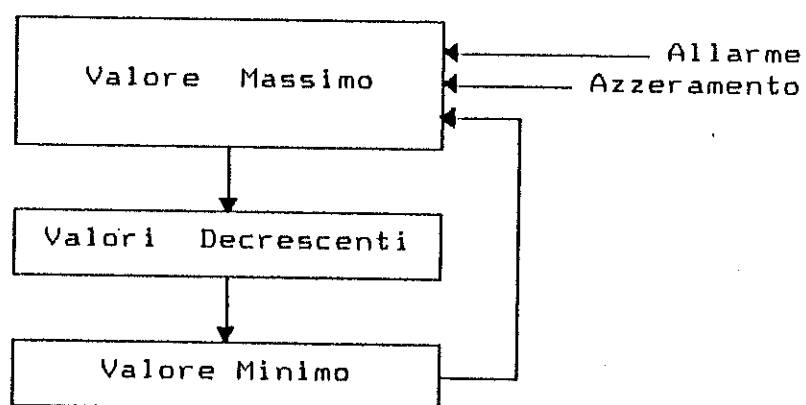 Valore Massimo
Allarme
Azzeramento
Valori Decrescenti
Valore Minimo